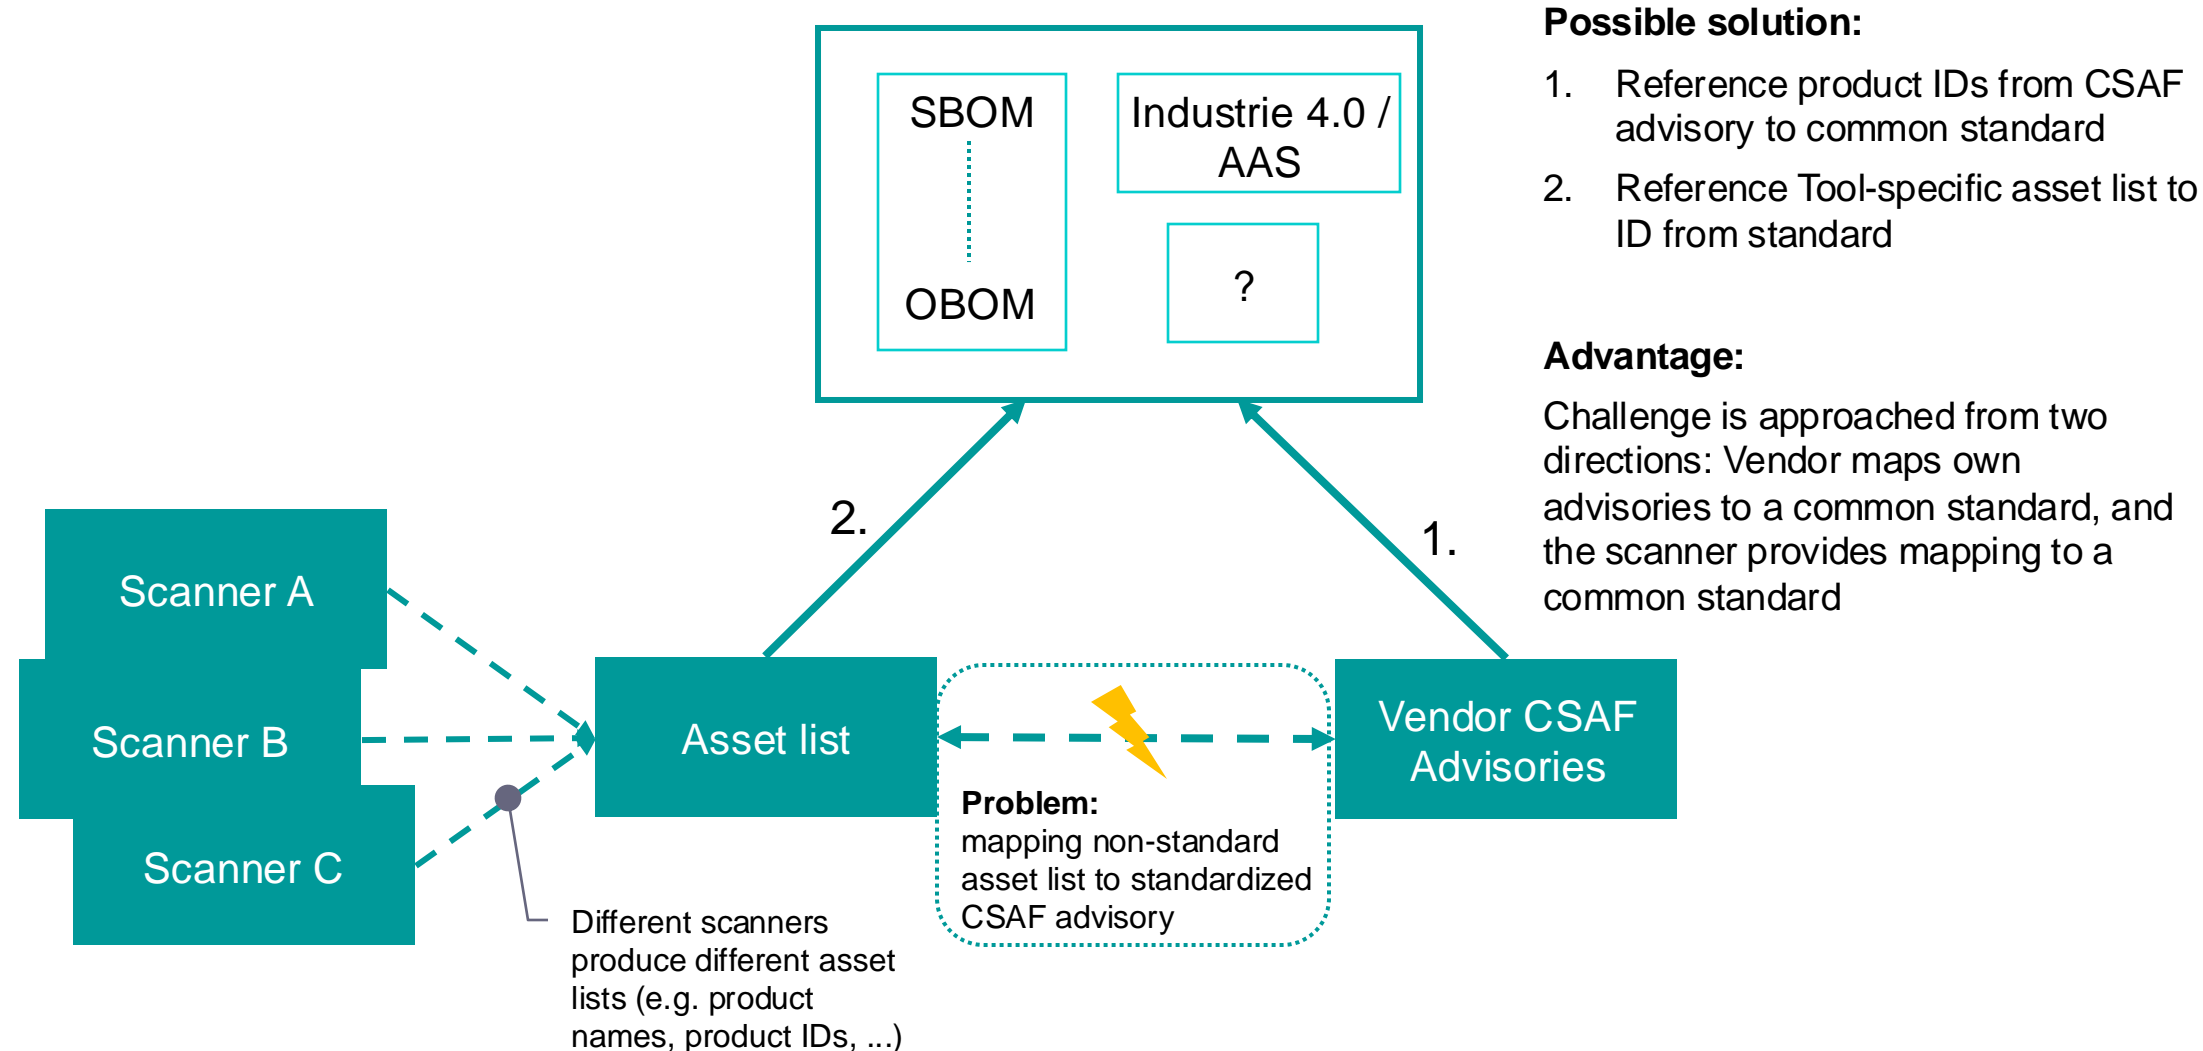 SBOM
OBOM
Industrie 4.0 /
AAS
?
Possible solution:
1. Reference product IDs from CSAF
advisory to common standard
2. Reference Tool-specific asset list to
ID from standard
Advantage:
Challenge is approached from two
directions: Vendor maps own
advisories to a common standard, and
the scanner provides mapping to a
common standard
2.
1.
Scanner A
Scanner B
Scanner C
Asset list
Vendor CSAF
Advisories
Problem:
mapping non-standard
asset list to standardized
CSAF advisory
Different scanners
produce different asset
lists (e.g. product
names, product IDs, ...)